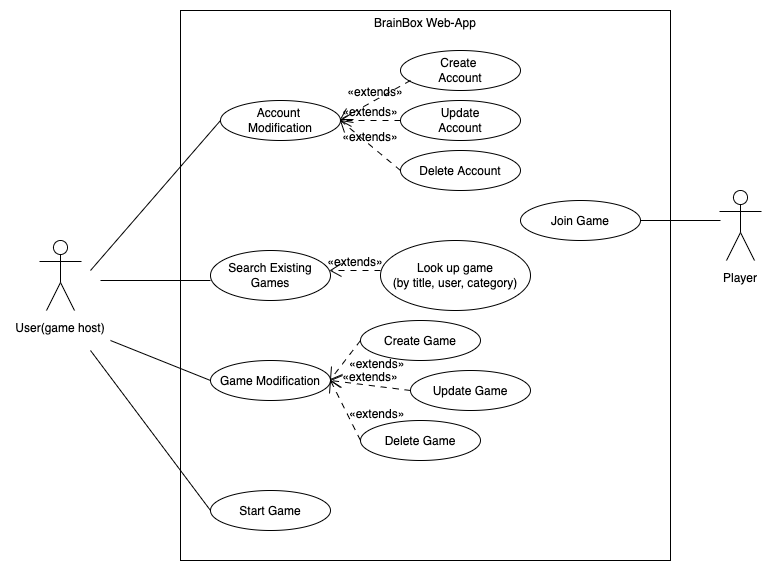 BrainBox Web-App
Create
Account
«extends»
Account
Modification
«extends»
Update
Account
«extends»
Delete Account
Join Game
Search Existing
Games
«extends»
Look up game
(by title, user, category)
Player
User(game host)
Create Game
«extends»
Game Modification
«extends»
Update Game
«extends»
Delete Game
Start Game